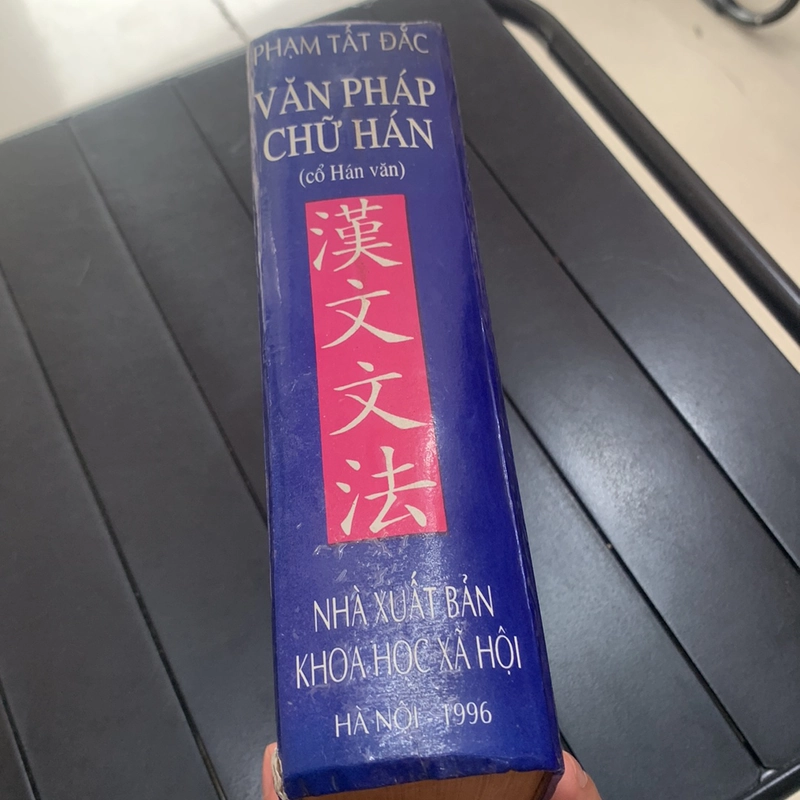 PHẠM TẤT ĐẮC
VĂN PHÁP
CHỮ HÁN
(cổ Hán văn)
漢文文法
NHÀ XUẤT BẢN
KHOA HỌC XÃ HỘI
HÀ NỘI - 1996